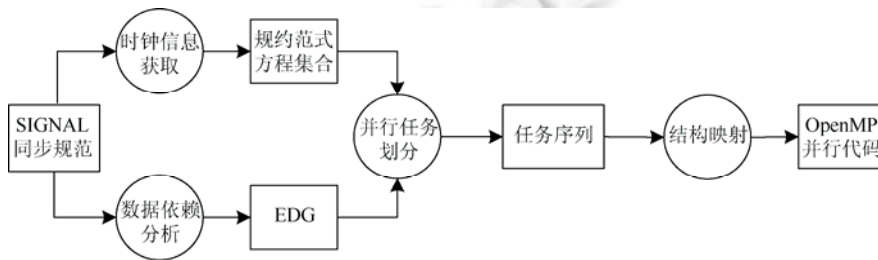 时钟信息
获取
规约范式
方程集合
SIGNAL
同步规范
并行任务
划分
任务序列
结构映射
OpenMP
并行代码
数据依赖
分析
EDG